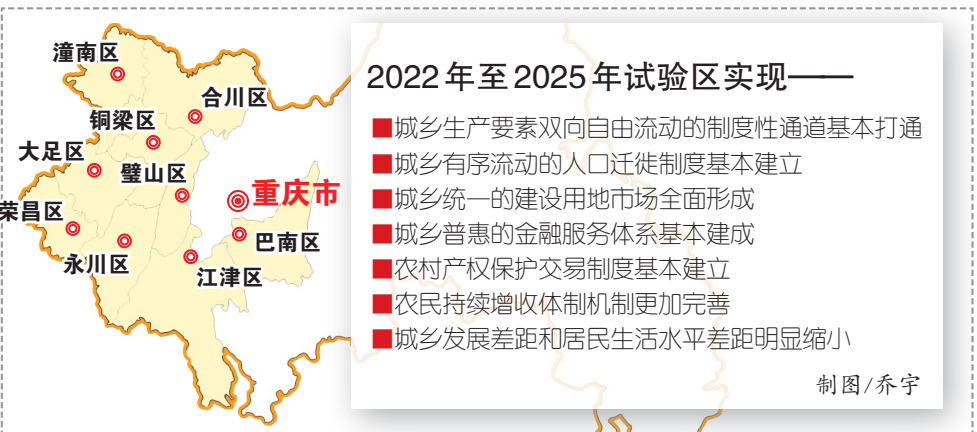 潼南区
合川区
铜梁区
大足区
璧山区
重庆市
荣昌区
巴南区
永川区
江津区
2022年至2025年试验区实现——
■城乡生产要素双向自由流动的制度性通道基本打通
■城乡有序流动的人口迁徙制度基本建立
■城乡统一的建设用地市场全面形成
■城乡普惠的金融服务体系基本建成
■农村产权保护交易制度基本建立
■农民持续增收体制机制更加完善
■城乡发展差距和居民生活水平差距明显缩小
制图/乔宇